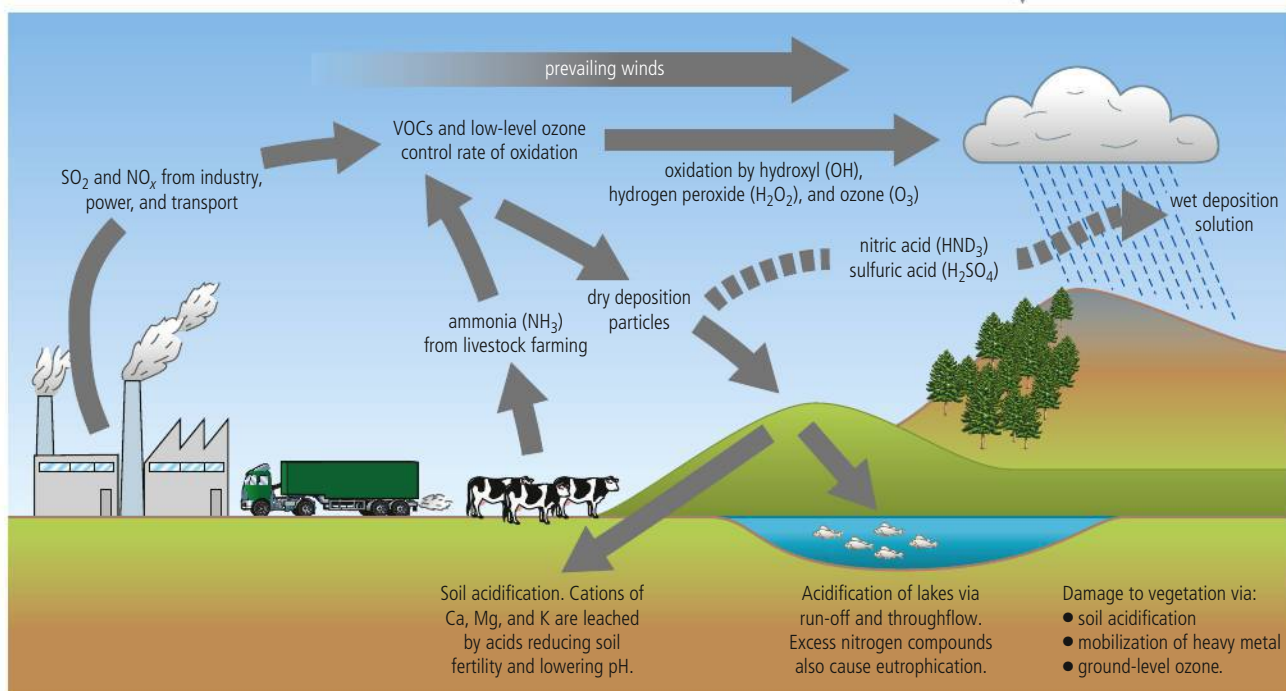 prevailing winds
VOCs and low-level ozone
control rate of oxidation
SO₂ and NOₓ from industry,
power, and transport
oxidation by hydroxyl (OH),
hydrogen peroxide (H₂O₂), and ozone (O₃)
wet deposition
solution
nitric acid (HND₃)
sulfuric acid (H₂SO₄)
dry deposition
particles
ammonia (NH₃)
from livestock farming
Soil acidification. Cations of
Ca, Mg, and K are leached
by acids reducing soil
fertility and lowering pH.
Acidification of lakes via
run-off and throughflow.
Excess nitrogen compounds
also cause eutrophication.
Damage to vegetation via:
● soil acidification
● mobilization of heavy metal
● ground-level ozone.